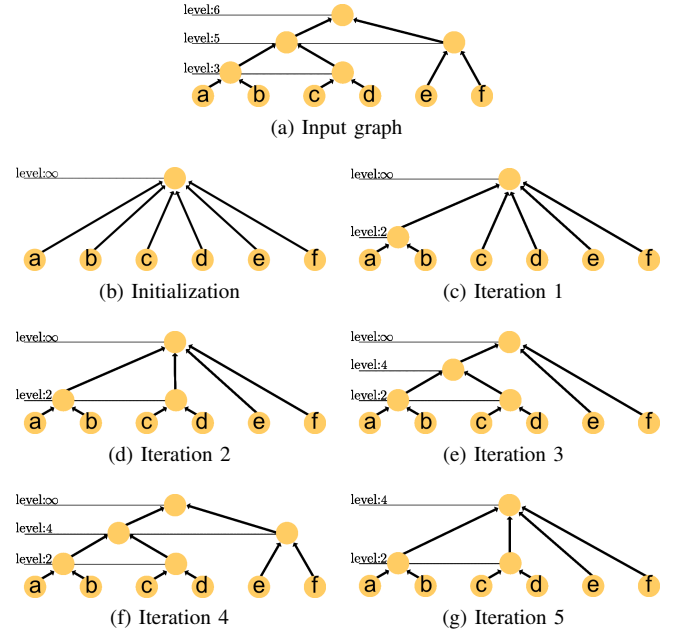 level:6
level:5
level:3
a b c d e f
(a) Input graph
level:∞
a b c d e f
(b) Initialization
level:∞
level:2
a b c d e f
(c) Iteration 1
level:∞
level:2
a b c d e f
(d) Iteration 2
level:∞
level:4
level:2
a b c d e f
(e) Iteration 3
level:∞
level:4
level:2
a b c d e f
(f) Iteration 4
level:4
level:2
a b c d e f
(g) Iteration 5